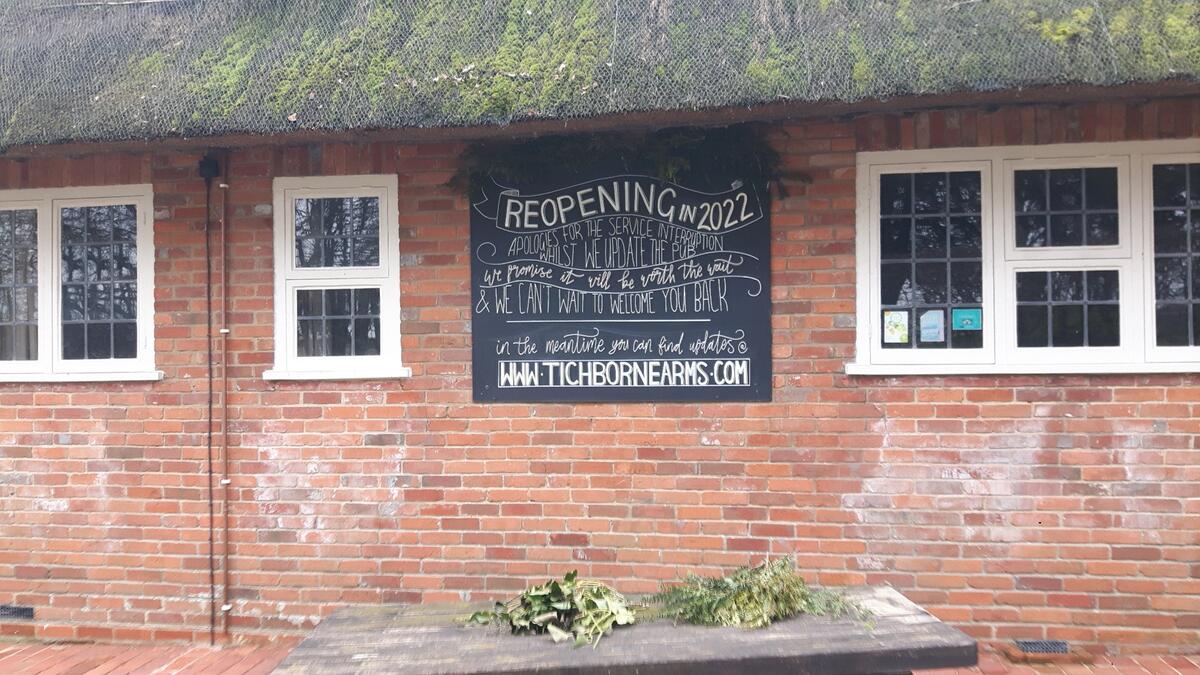 REOPENING IN 2022
APOLOGIES FOR THE SERVICE INTERRUPTION
WHILST WE UPDATE THE PUB
we promise it will be worth the wait
& WE CAN'T WAIT TO WELCOME YOU BACK
in the meantime you can find updates @
WWW.TICHBORNEARMS.COM